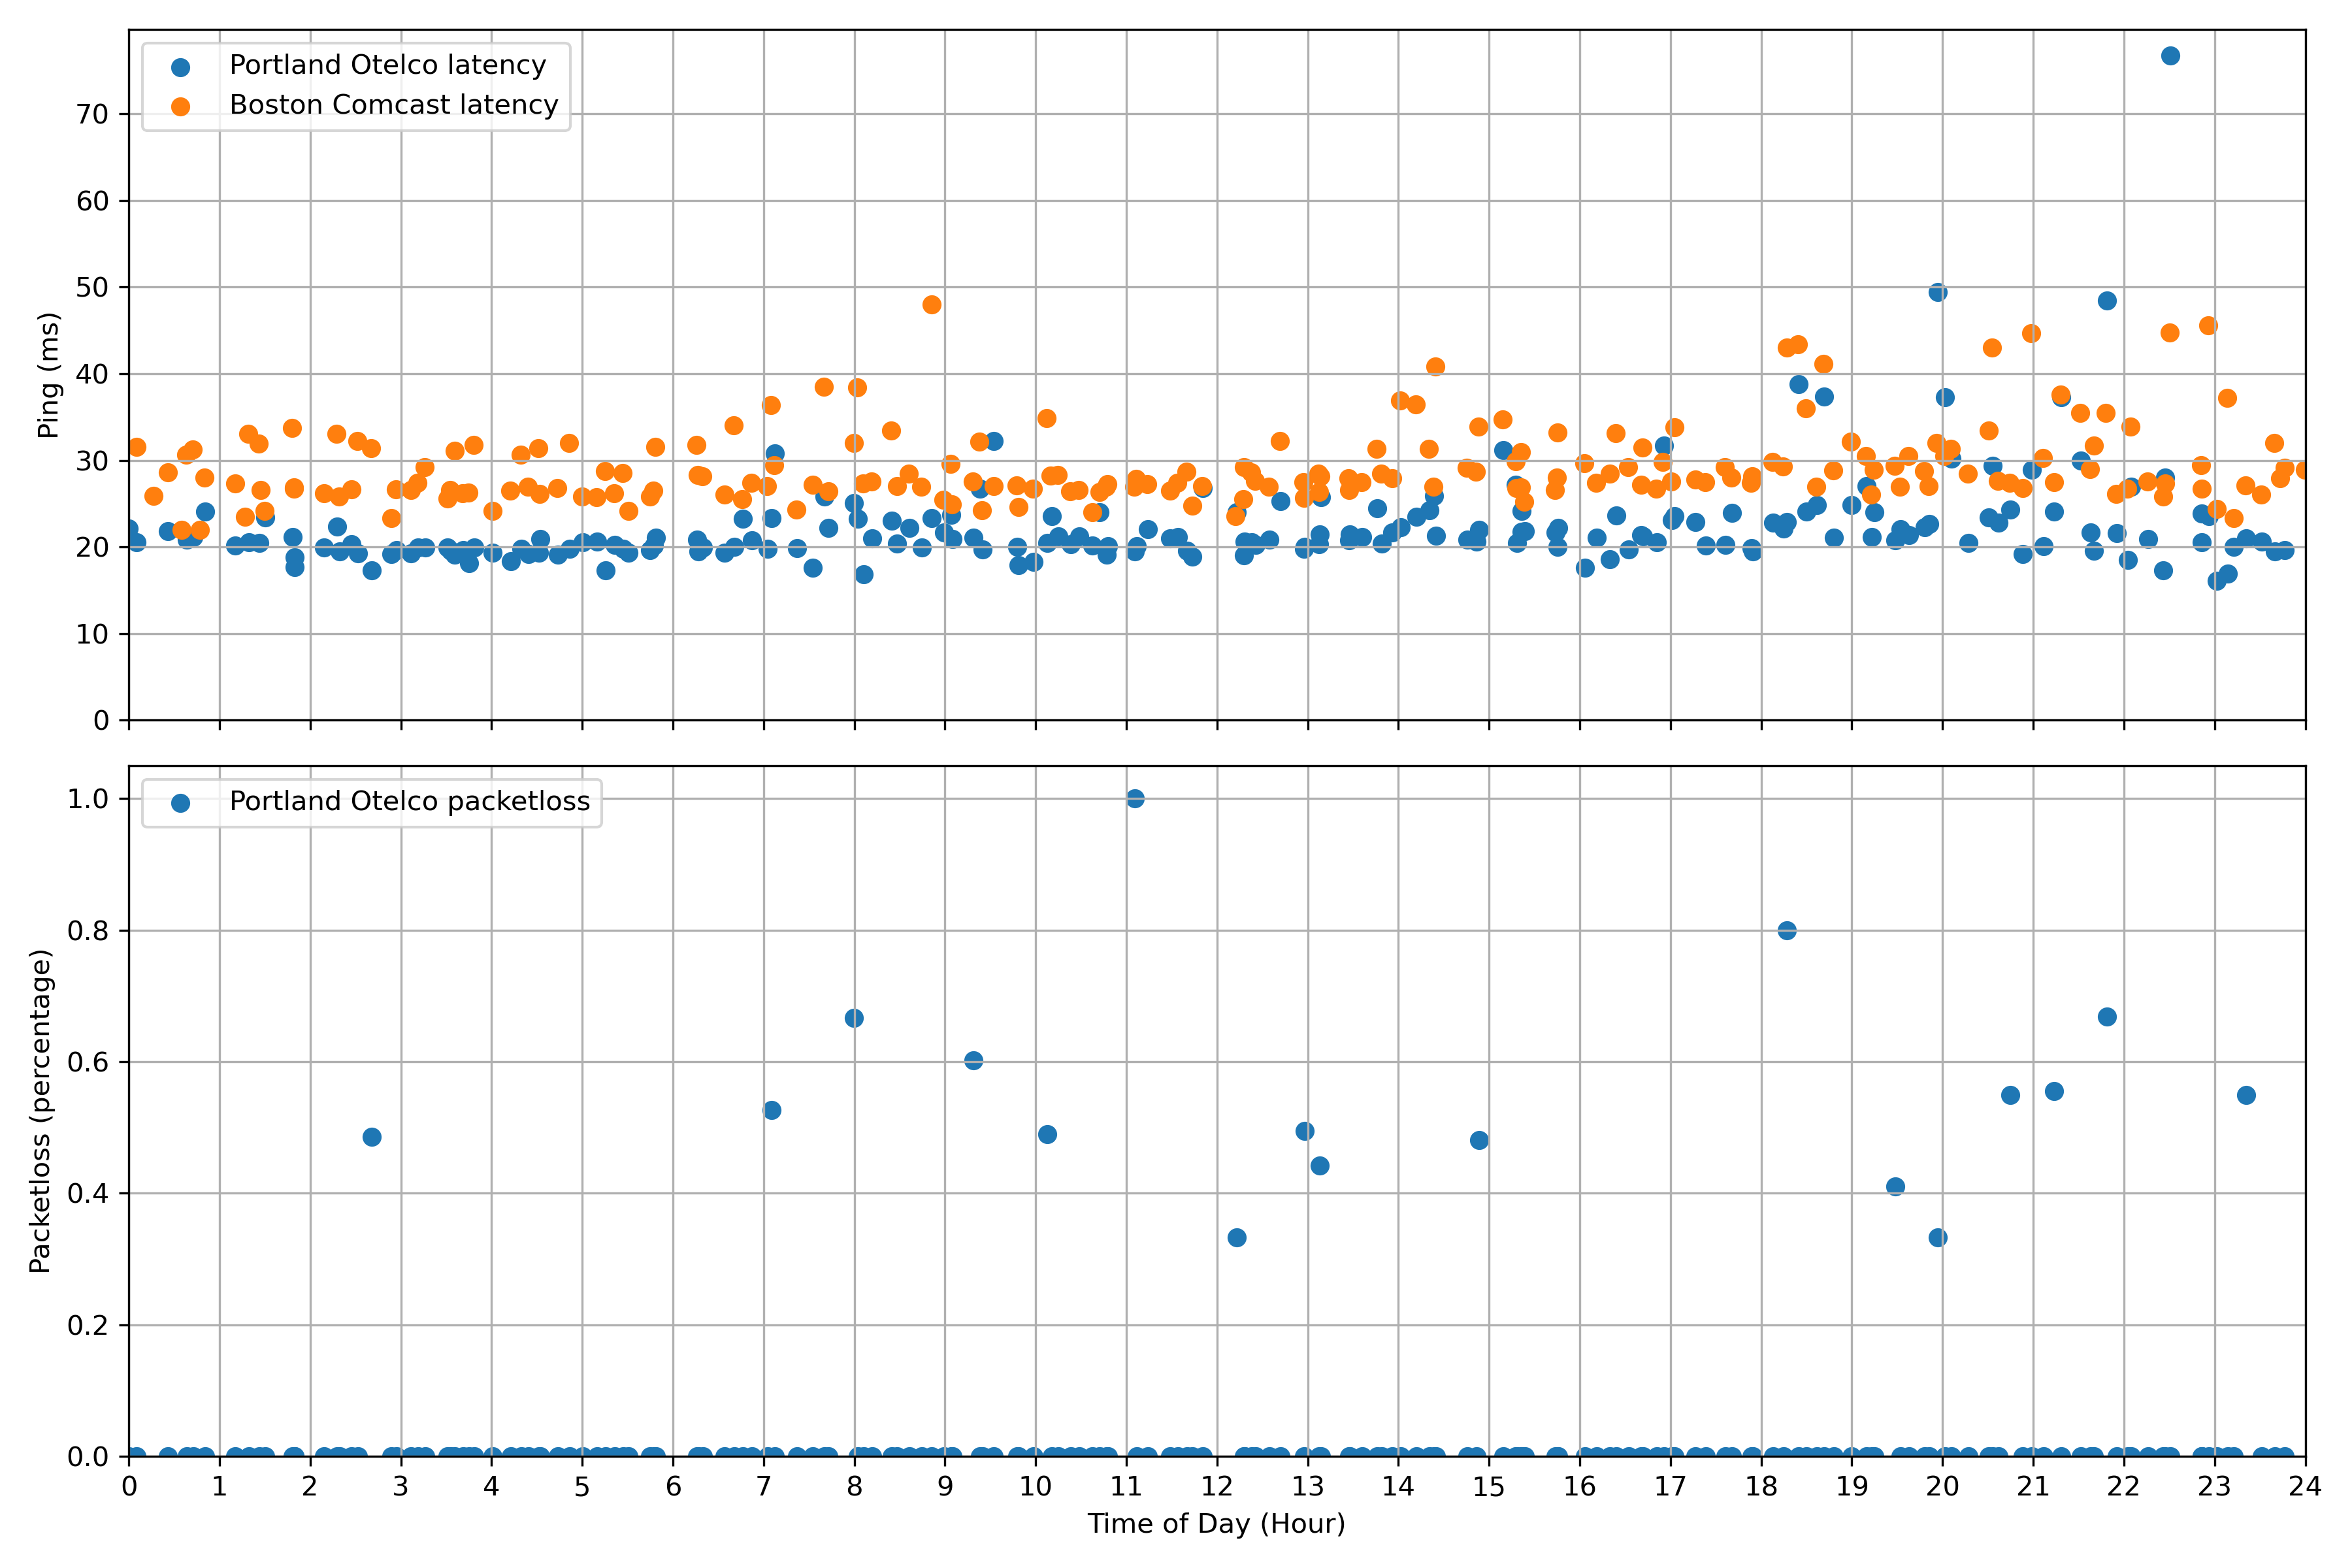 Portland Otelco latency
Boston Comcast latency
70
60
50
40
30
20
10
0
Ping (ms)
Portland Otelco packetloss
1.0
0.8
0.6
0.4
0.2
0.0
Packetloss (percentage)
0 1 2 3 4 5 6 7 8 9 10 11 12 13 14 15 16 17 18 19 20 21 22 23 24
Time of Day (Hour)